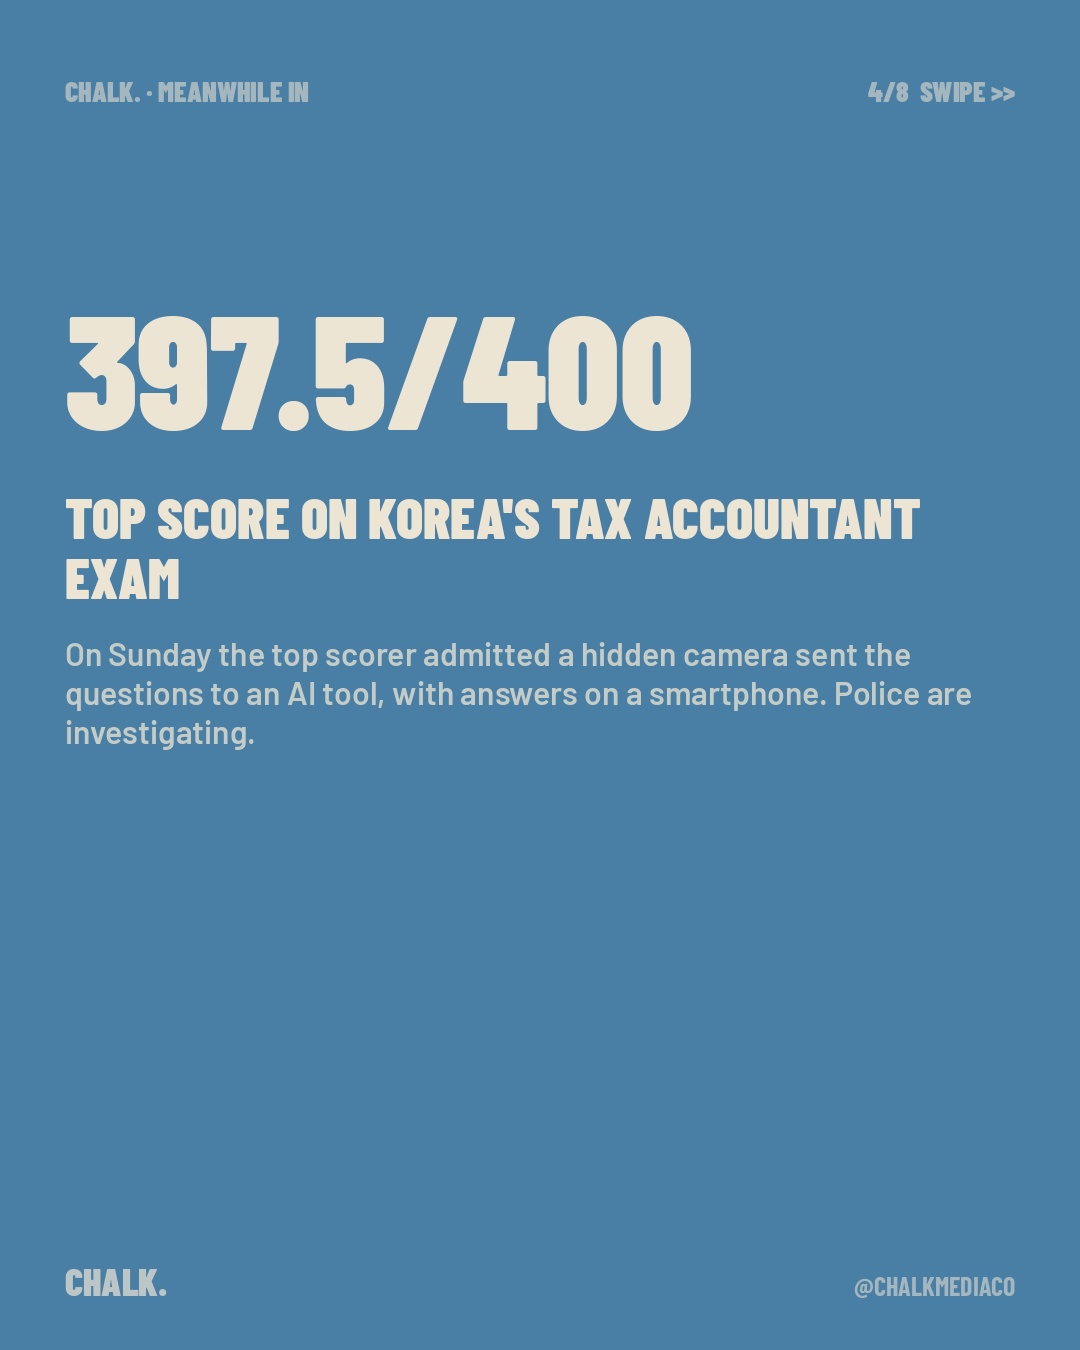 CHALK. · MEANWHILE IN
4/8 SWIPE >>
397.5/400
TOP SCORE ON KOREA'S TAX ACCOUNTANT
EXAM
On Sunday the top scorer admitted a hidden camera sent the
questions to an AI tool, with answers on a smartphone. Police are
investigating.
CHALK.
@CHALKMEDIACO